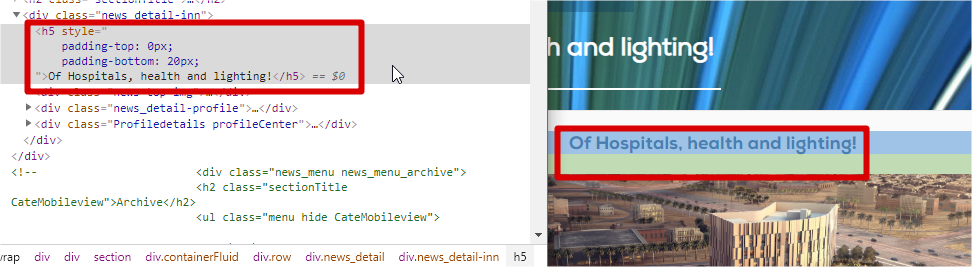 <h2 class="sectionTitle">…</h2>
▼<div class="news_detail-inn">
<h5 style="
padding-top: 0px;
padding-bottom: 20px;
">Of Hospitals, health and lighting!</h5> == $0
<div class="news-top-img">…</div>
▶<div class="news_detail-profile">…</div>
▶<div class="Profiledetails profileCenter">…</div>
</div>
</div>
<!-- <div class="news_menu news_menu_archive">
<h2 class="sectionTitle
CateMobileview">Archive</h2>
<ul class="menu hide CateMobileview">
vrap div div section div.containerFluid div.row div.news_detail div.news_detail-inn h5
h and lighting!
Of Hospitals, health and lighting!